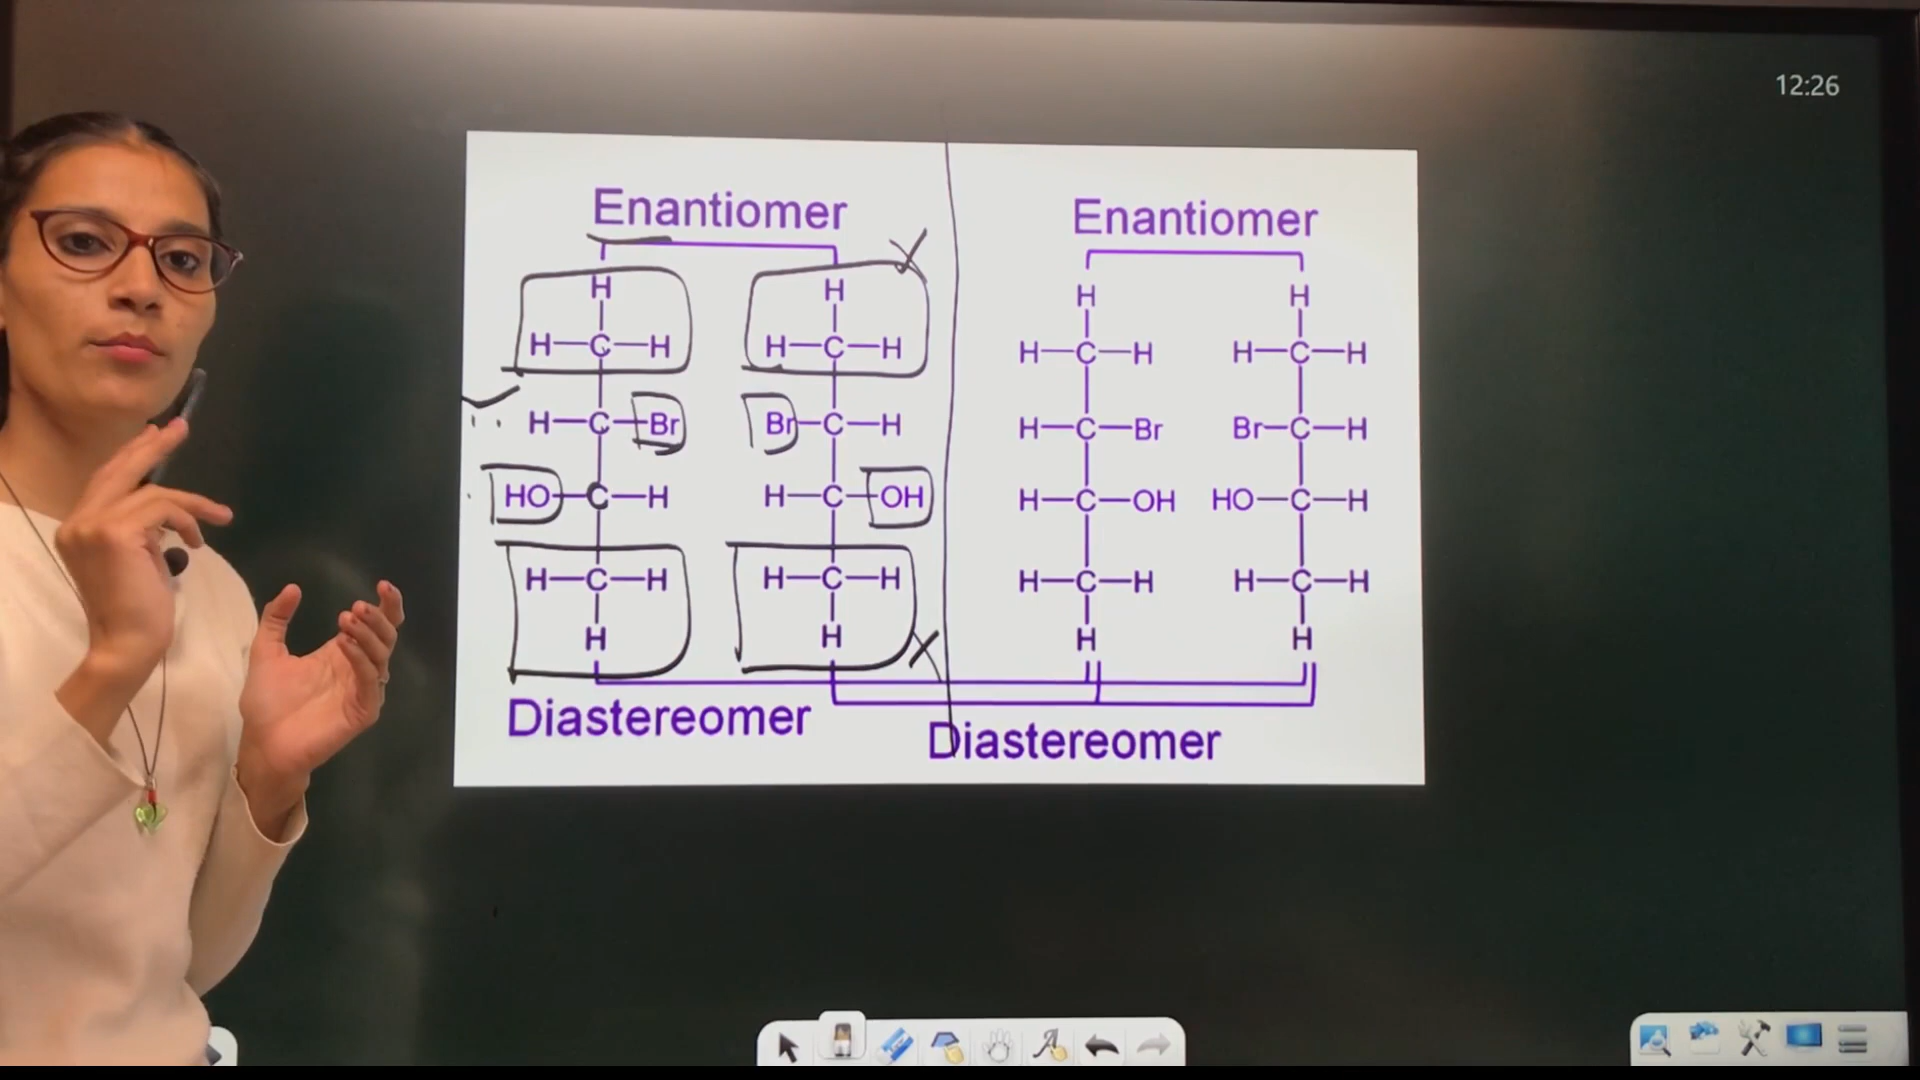 12:26
Enantiomer Enantiomer
H H H H
H—C—H H—C—H H—C—H H—C—H
H—C—Br Br—C—H H—C—Br Br—C—H
HO—C—H H—C—OH H—C—OH HO—C—H
H—C—H H—C—H H—C—H H—C—H
H H H H
Diastereomer
Diastereomer